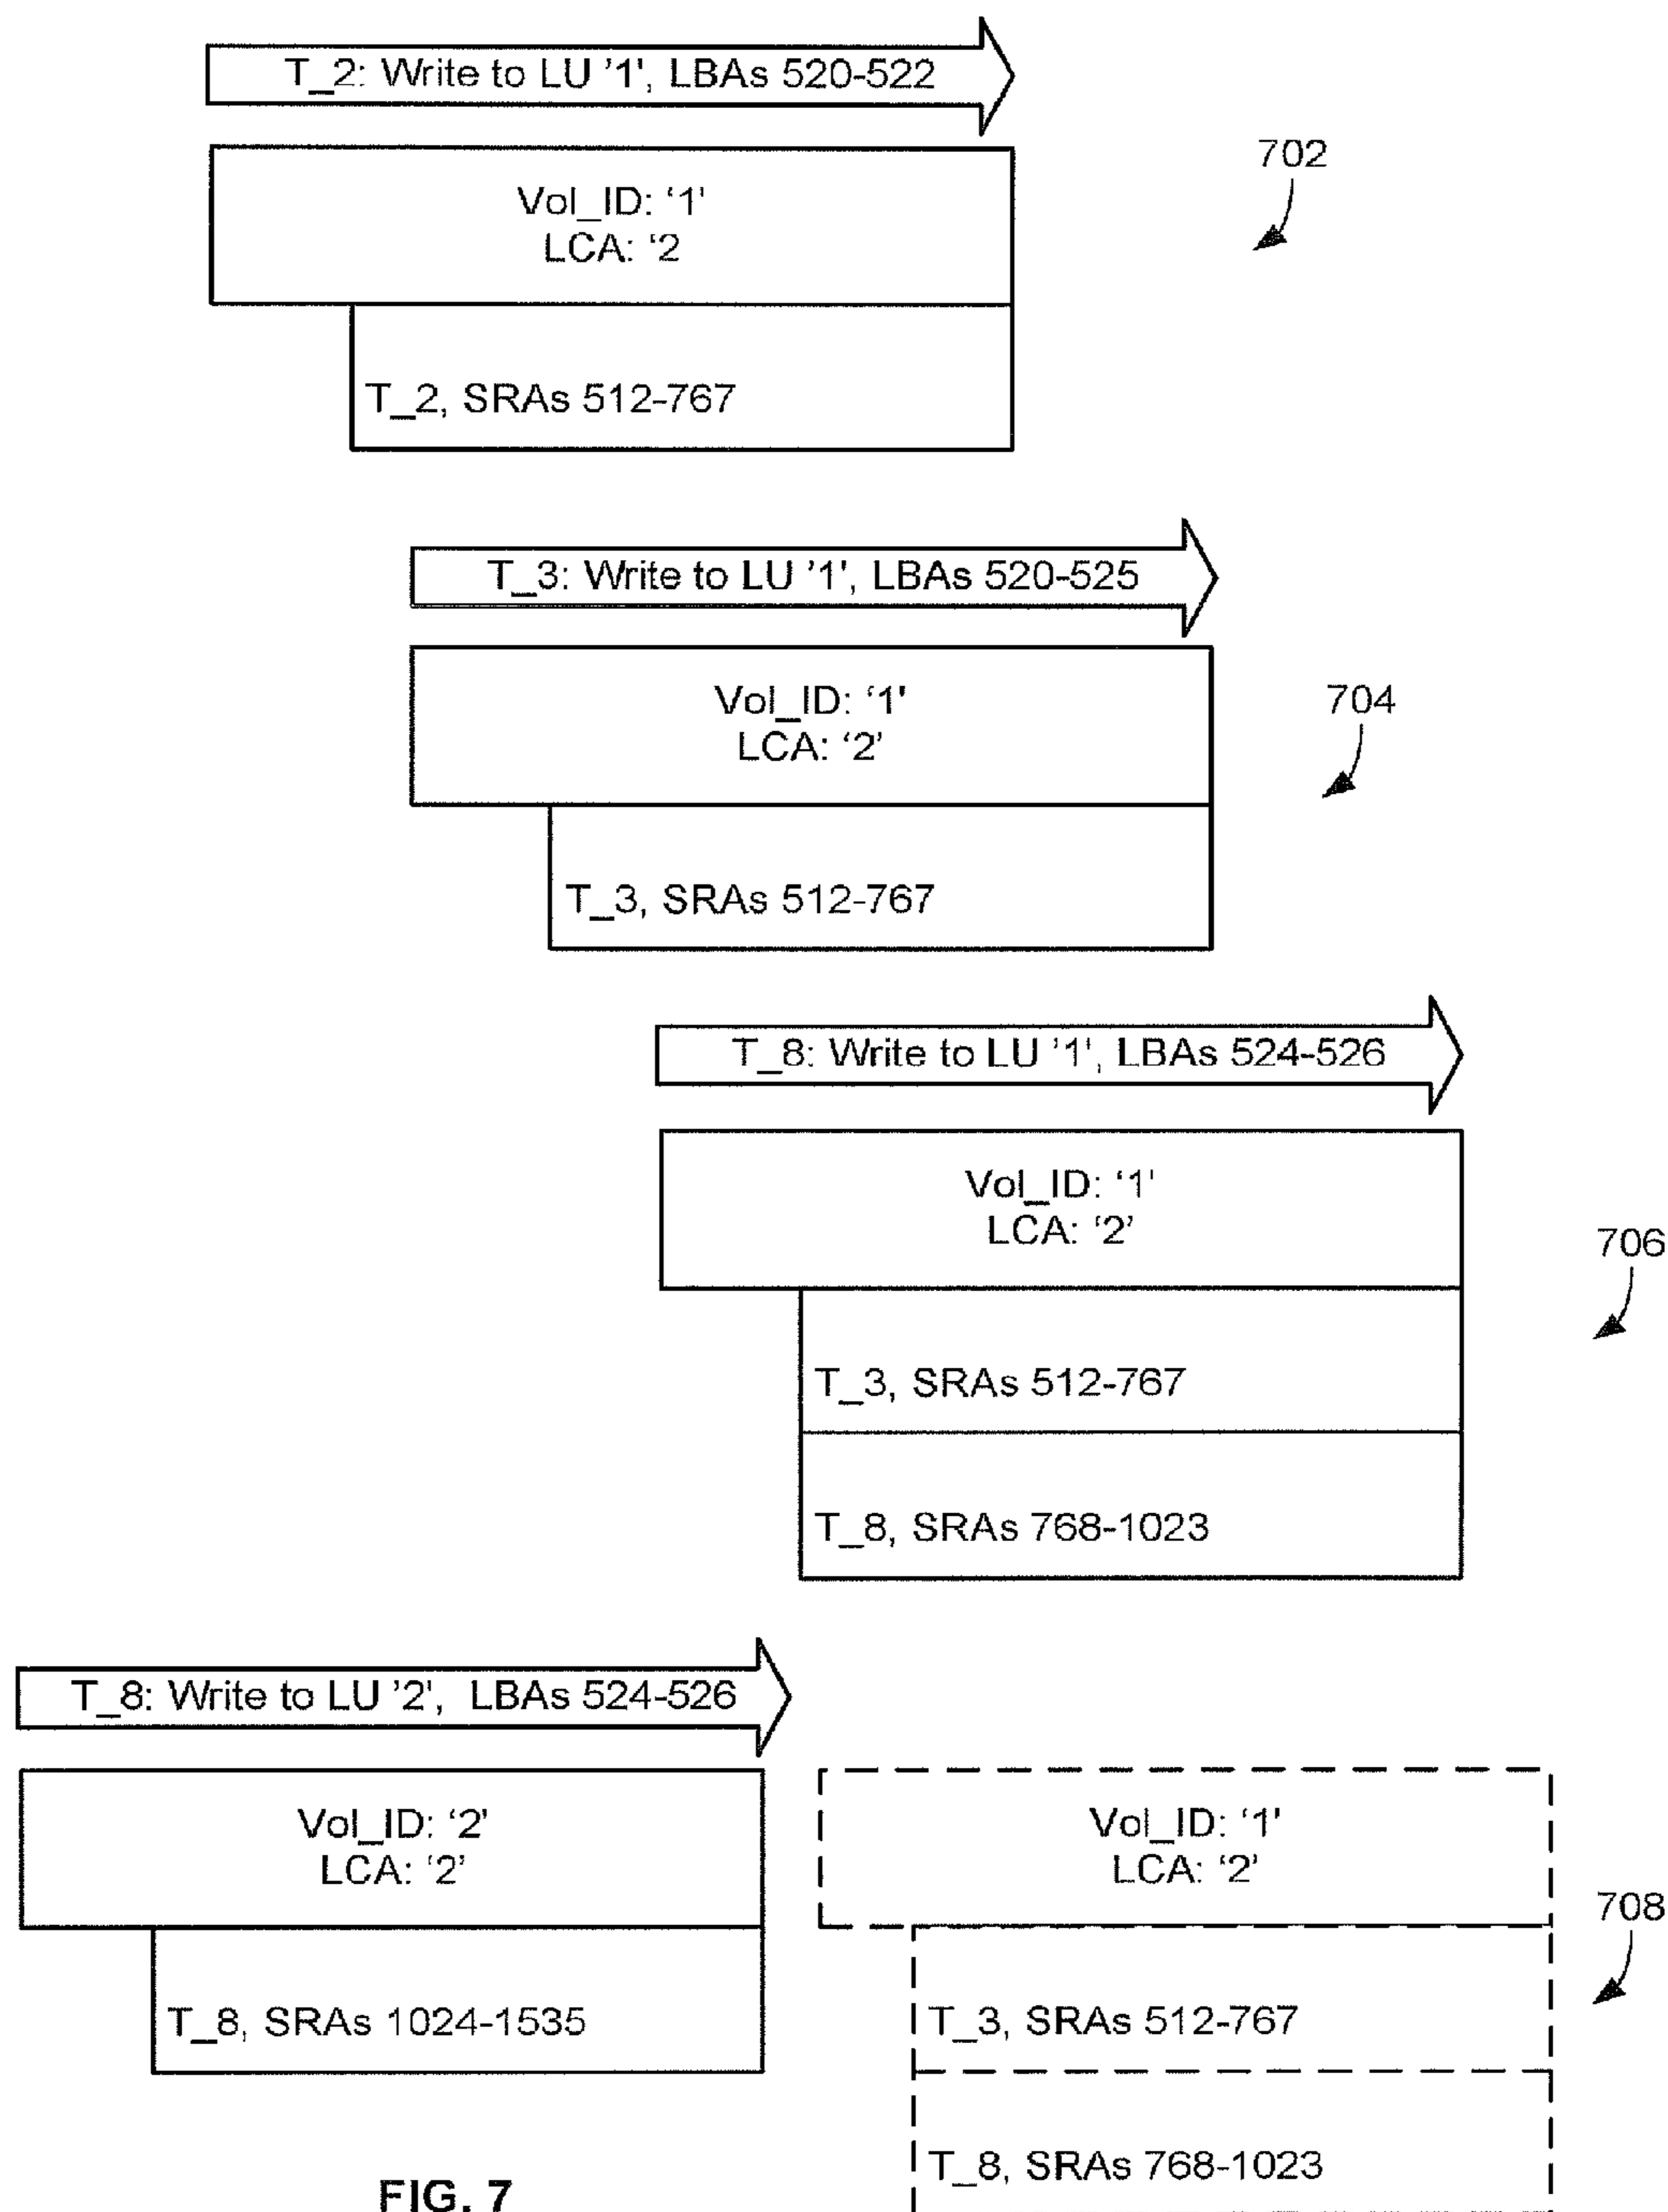 T_2: Write to LU '1', LBAs 520-522
702
Vol_ID: ‘1'
LCA: ‘2
T_2, SRAs 512-767
T_3: Write to LU '1', LBAs 520-525
704
Vol_ID: ‘1'
LCA: ‘2’
T_3, SRAs 512-767
T_8: Write to LU '1', LBAs 524-526
706
Vol_ID: ‘1'
LCA: ‘2’
T_3, SRAs 512-767
T_8, SRAs 768-1023
T_8: Write to LU '2', LBAs 524-526
Vol_ID: ‘2’
LCA: ‘2’
T_8, SRAs 1024-1535
Vol_ID: ‘1'
LCA: ‘2’
708
T_3, SRAs 512-767
T_8, SRAs 768-1023
FIG. 7